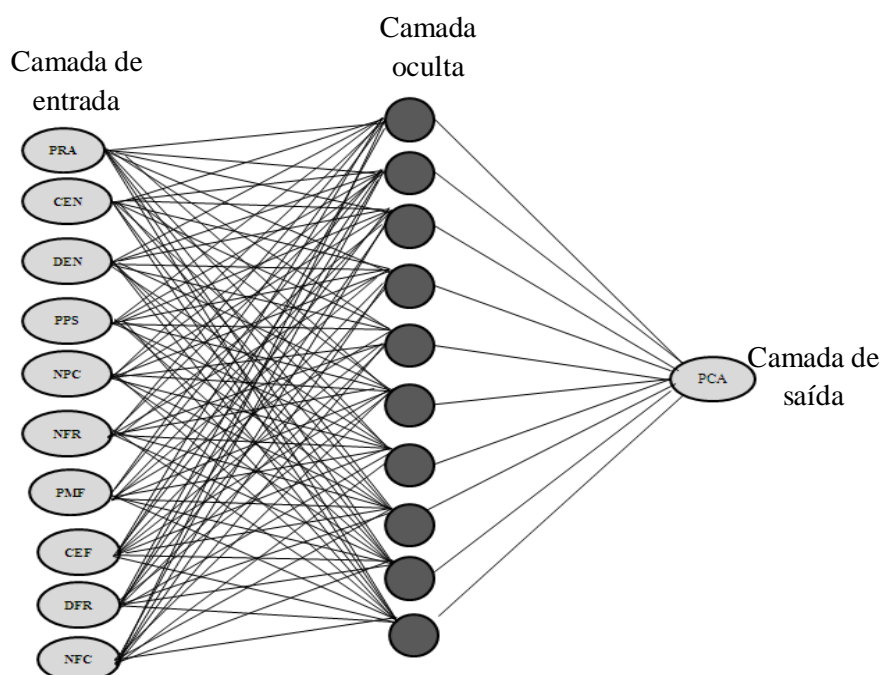 Camada de
entrada
Camada
oculta
PRA
CEN
DEN
PPS
NPC
NFR
PMF
CEF
DFR
NFC
PCA
Camada de
saída